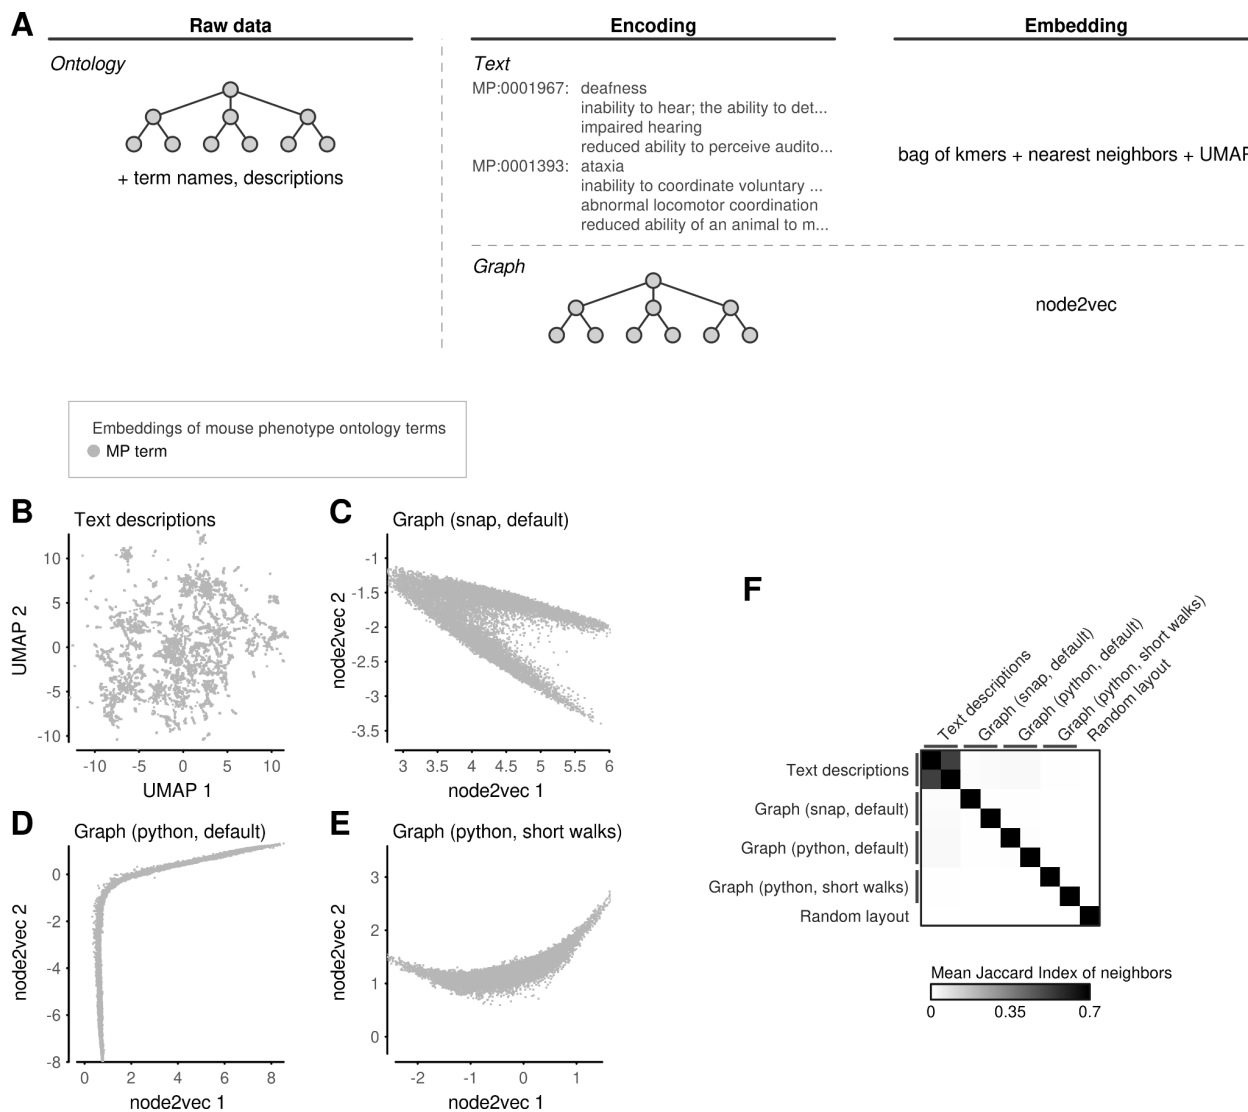 A
Raw data
Encoding
Embedding
Ontology
+ term names, descriptions
Text
MP:0001967: deafness
inability to hear; the ability to det...
impaired hearing
reduced ability to perceive audito...
MP:0001393: ataxia
inability to coordinate voluntary ...
abnormal locomotor coordination
reduced ability of an animal to m...
bag of kmers + nearest neighbors + UMAP
Graph
node2vec
Embeddings of mouse phenotype ontology terms
MP term
B
Text descriptions
10
5
0
-5
-10
UMAP 2
-10 -5 0 5 10
UMAP 1
C
Graph (snap, default)
-1
-1.5
-2
-2.5
-3
-3.5
node2vec 2
3 3.5 4 4.5 5 5.5 6
node2vec 1
D
Graph (python, default)
0
-2
-4
-6
-8
node2vec 2
0 2 4 6 8
node2vec 1
E
Graph (python, short walks)
3
2
1
0
node2vec 2
-2 -1 0 1
node2vec 1
F
Text descriptions
Graph (snap, default)
Graph (python, default)
Graph (python, short walks)
Random layout
Text descriptions
Graph (snap, default)
Graph (python, default)
Graph (python, short walks)
Random layout
Mean Jaccard Index of neighbors
0 0.35 0.7